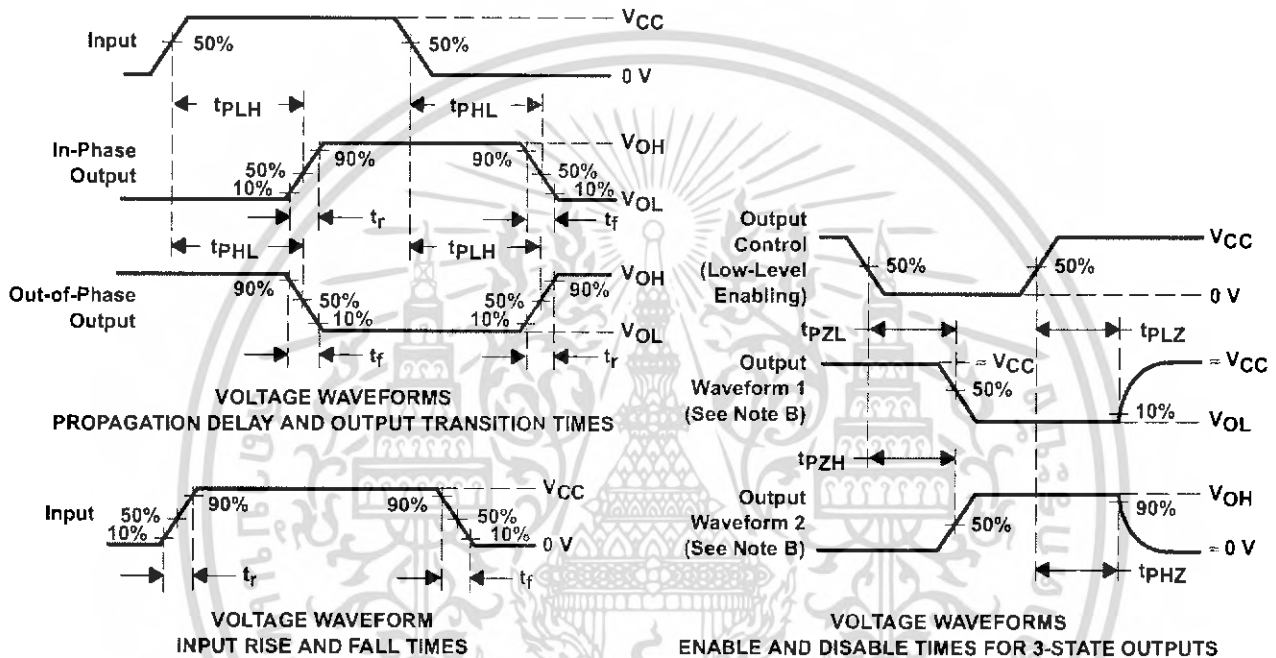 Input
50%
50%
VCC
0 V
tPLH
tPHL
In-Phase
Output
50%
10%
90%
90%
50%
10%
VOH
VOL
tr
tf
tPHL
tPLH
Out-of-Phase
Output
90%
50%
10%
50%
10%
90%
VOH
VOL
tf
tr
VOLTAGE WAVEFORMS
PROPAGATION DELAY AND OUTPUT TRANSITION TIMES
Input
50%
10%
90%
90%
50%
10%
VCC
0 V
tr
tf
VOLTAGE WAVEFORM
INPUT RISE AND FALL TIMES
Output
Control
(Low-Level
Enabling)
50%
50%
VCC
0 V
tPZL
tPLZ
Output
Waveform 1
(See Note B)
≈ VCC
50%
≈ VCC
10%
VOL
tPZH
Output
Waveform 2
(See Note B)
50%
VOH
90%
≈ 0 V
tPHZ
VOLTAGE WAVEFORMS
ENABLE AND DISABLE TIMES FOR 3-STATE OUTPUTS